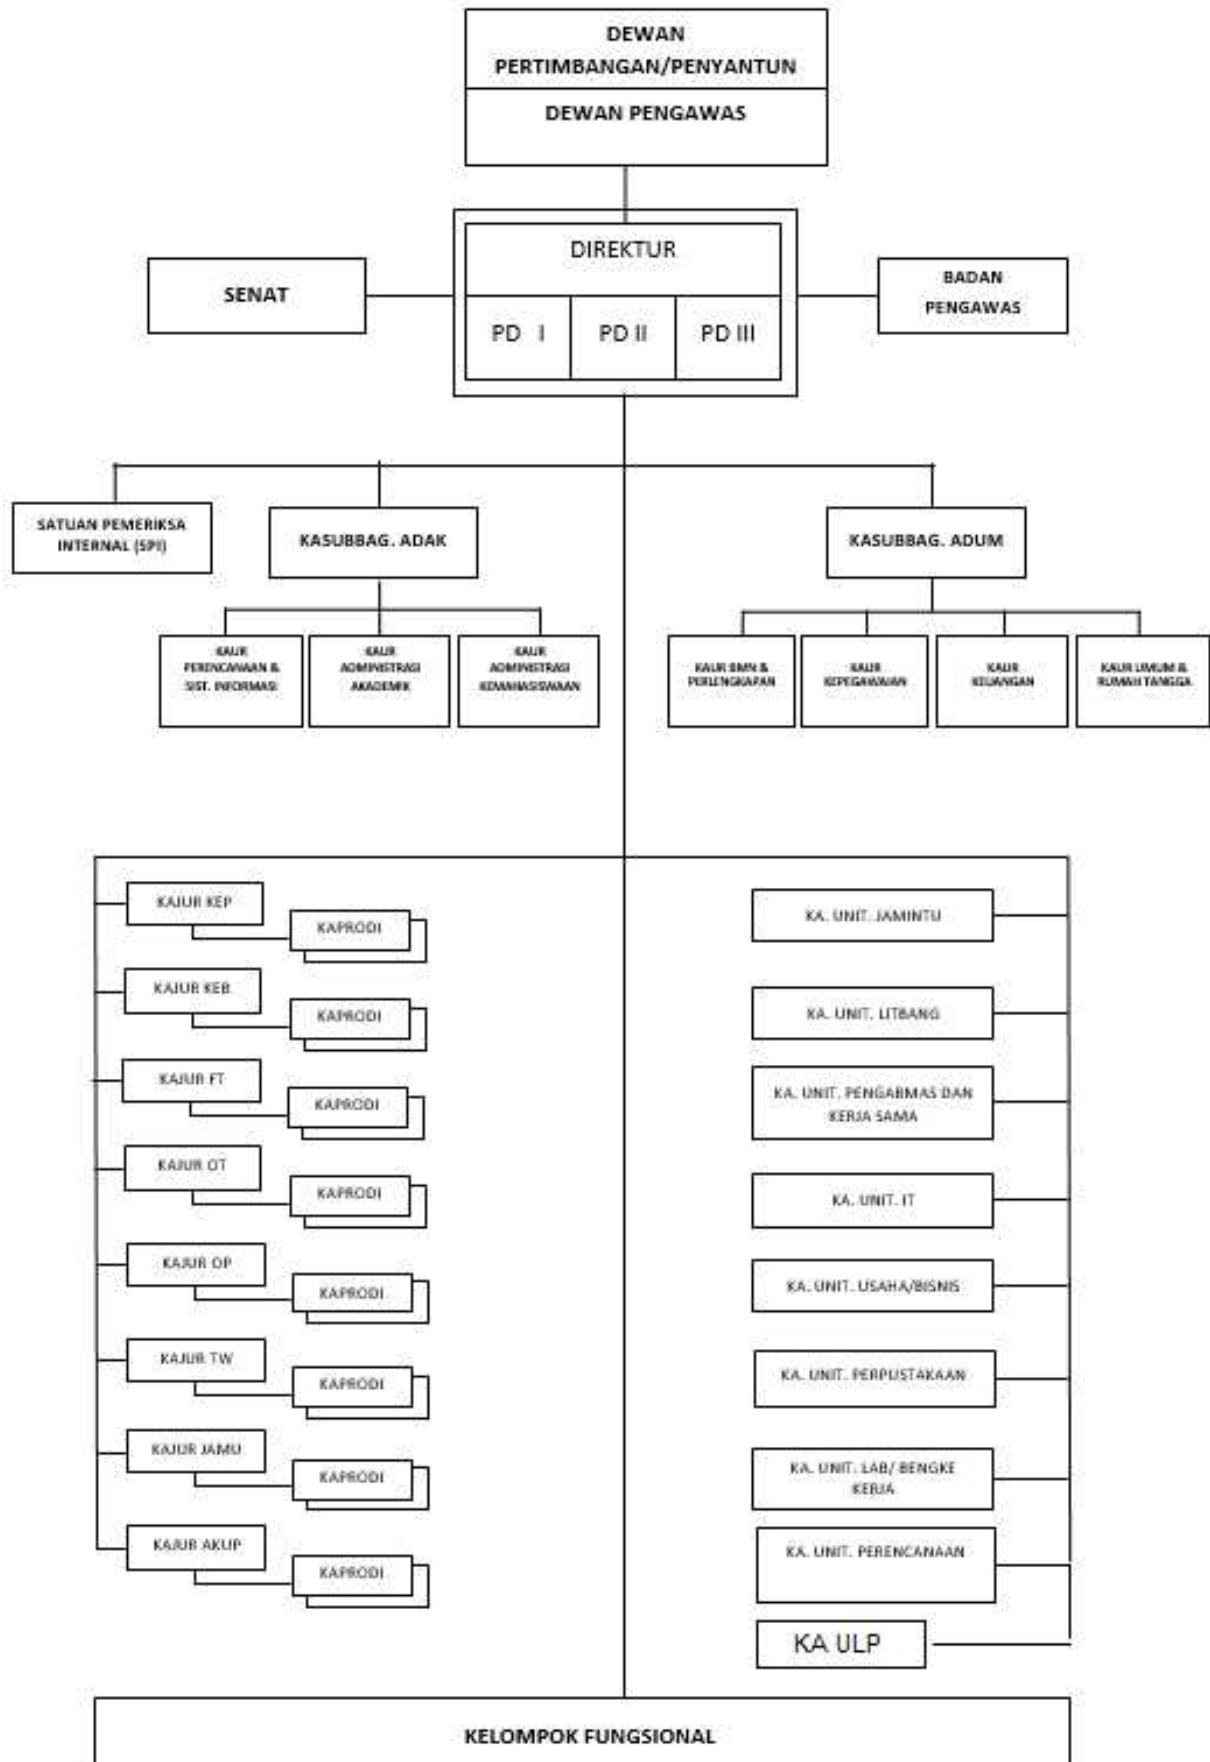 DEWAN
PERTIMBANGAN/PENYANTUN
DEWAN PENGAWAS
DIREKTUR
PD I
PD II
PD III
SENAT
BADAN
PENGAWAS
SATUAN PEMERIKSA
INTERNAL (SPI)
KASUBBAG. ADAK
KASUBBAG. ADUM
KAUR
PERENCANAAN &
SIST. INFORMASI
KAUR
ADMINISTRASI
AKADEMIK
KAUR
ADMINISTRASI
KEMAHASISWAAN
KAUR BMN &
PERLENGKAPAN
KAUR
KEPEGAWAIAN
KAUR
KEUANGAN
KAUR UMUM &
RUMAH TANGGA
KAJUR KEP
KAPRODI
KAJUR KEB
KAPRODI
KAJUR FT
KAPRODI
KAJUR OT
KAPRODI
KAJUR OP
KAPRODI
KAJUR TW
KAPRODI
KAJUR JAMU
KAPRODI
KAJUR AKUP
KAPRODI
KA. UNIT. JAMINTU
KA. UNIT. LITBANG
KA. UNIT. PENGABMAS DAN
KERJA SAMA
KA. UNIT. IT
KA. UNIT. USAHA/BISNIS
KA. UNIT. PERPUSTAKAAN
KA. UNIT. LAB/ BENGKE
KERJA
KA. UNIT. PERENCANAAN
KA ULP
KELOMPOK FUNGSIONAL